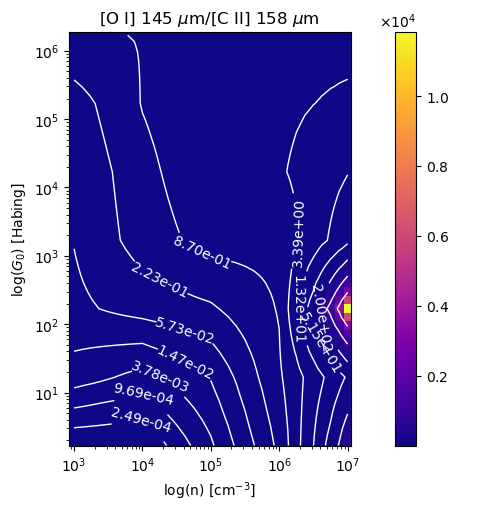 [O I] 145 μm/[C II] 158 μm
×10⁴
10⁶
10⁵
10⁴
10³
10²
10¹
log(G₀) [Habing]
8.70e-01
2.23e-01
5.73e-02
1.47e-02
3.78e-03
9.69e-04
2.49e-04
3.39e+00
1.32e+01
5.15e+01
2.00e+02
10³
10⁴
10⁵
10⁶
10⁷
log(n) [cm⁻³]
1.0
0.8
0.6
0.4
0.2